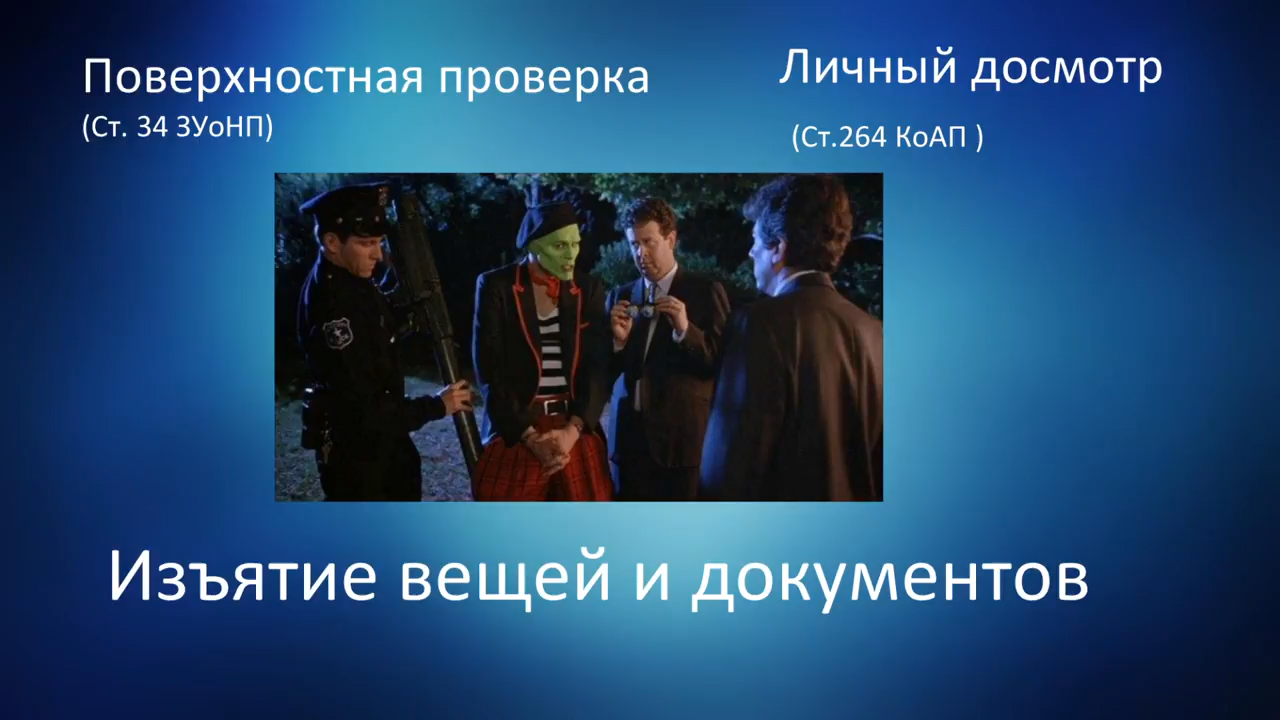 Поверхностная проверка
(Ст. 34 ЗУоНП)
Личный досмотр
(Ст.264 КоАП )
Изъятие вещей и документов